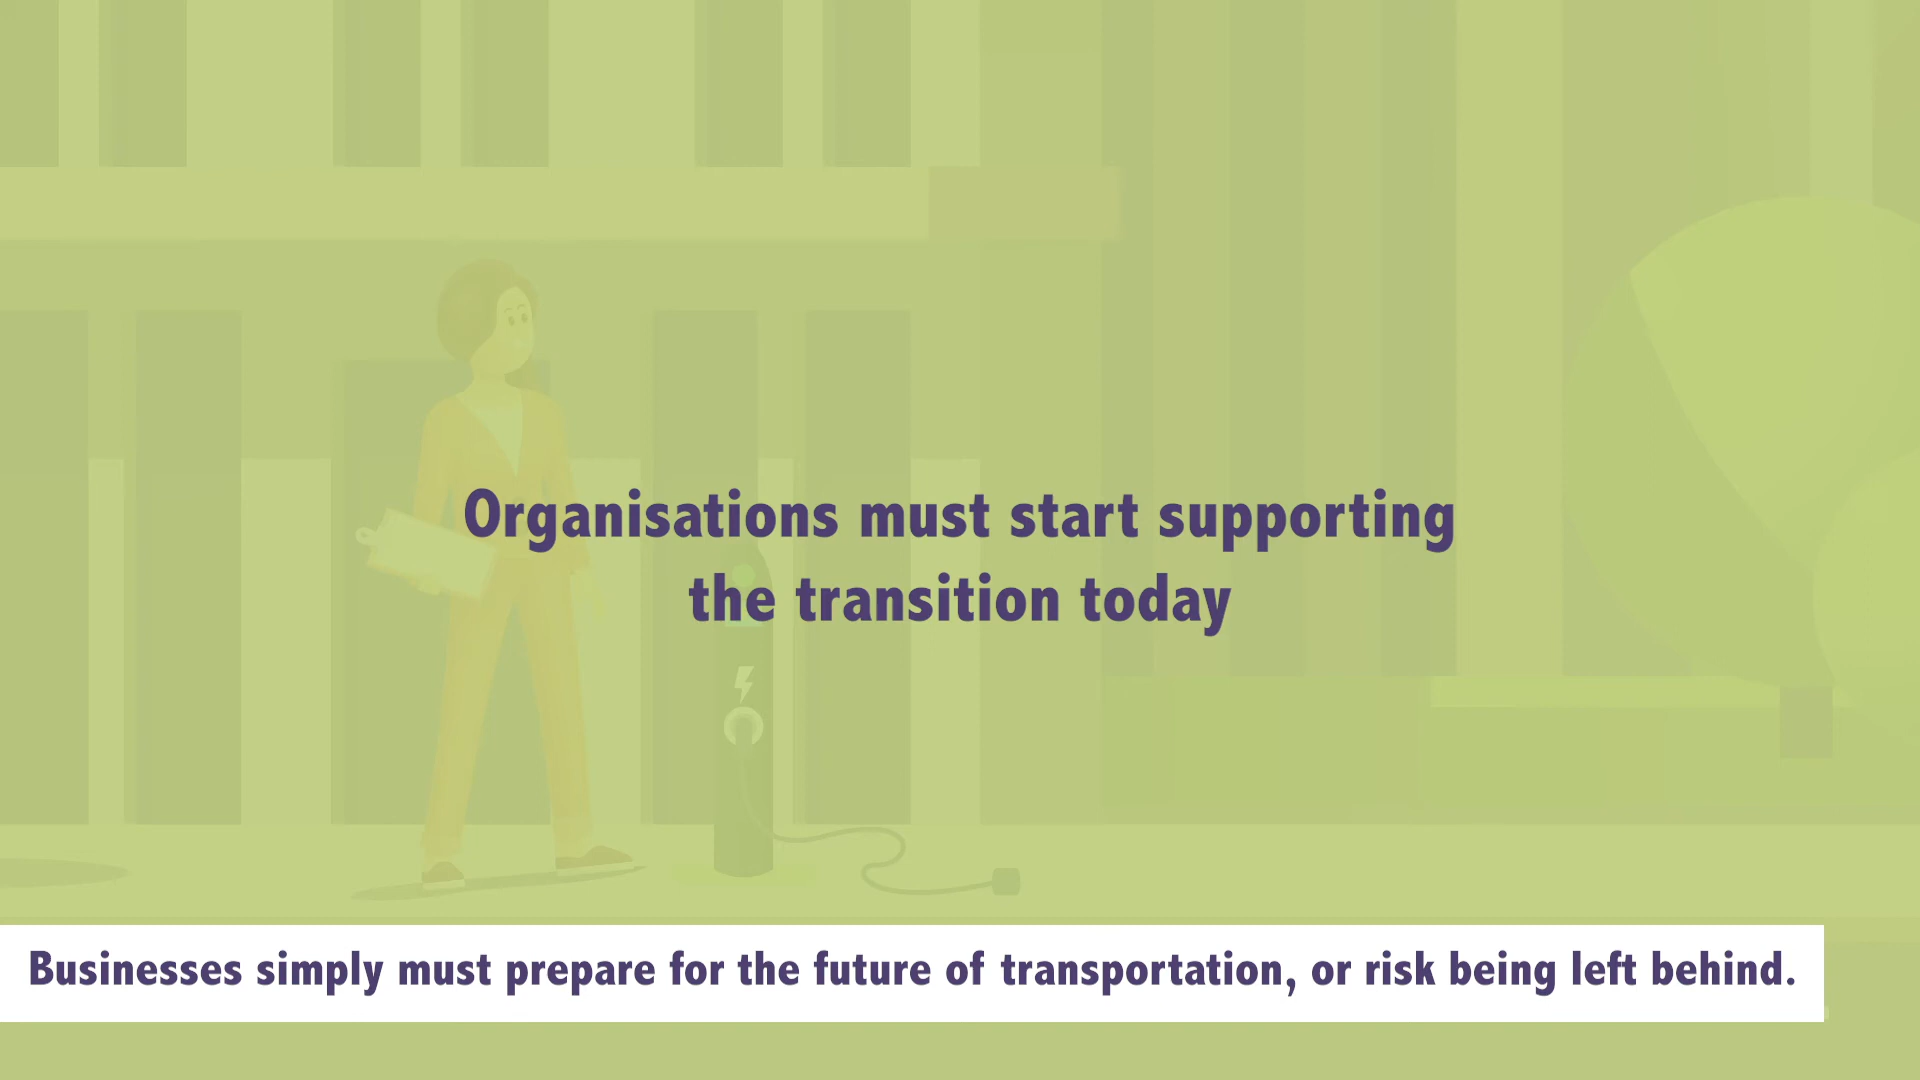 Organisations must start supporting
the transition today
Businesses simply must prepare for the future of transportation, or risk being left behind.